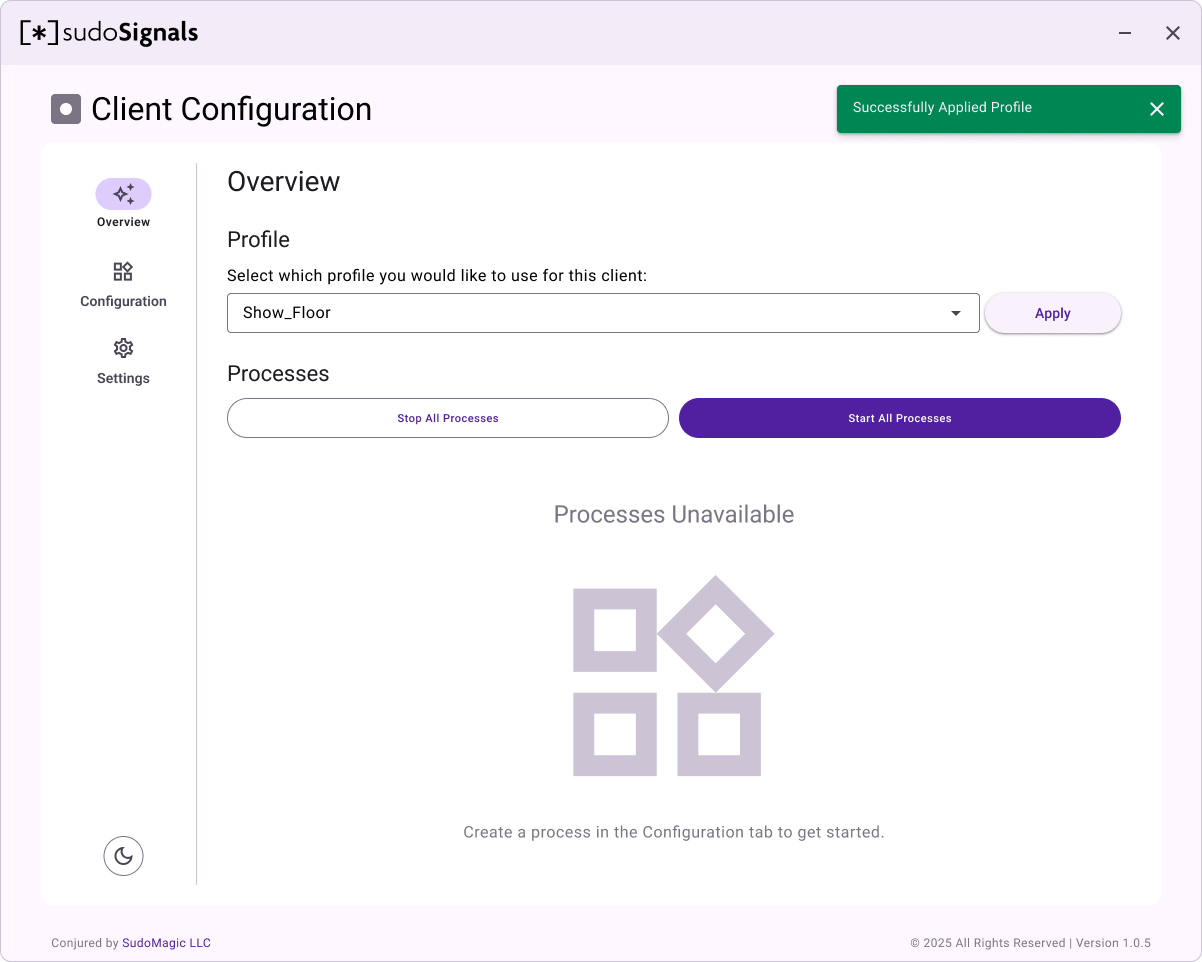 [*]sudoSignals
Client Configuration
Successfully Applied Profile
Overview
Configuration
Settings
Overview
Profile
Select which profile you would like to use for this client:
Show_Floor
Apply
Processes
Stop All Processes
Start All Processes
Processes Unavailable
Create a process in the Configuration tab to get started.
Conjured by SudoMagic LLC
© 2025 All Rights Reserved | Version 1.0.5